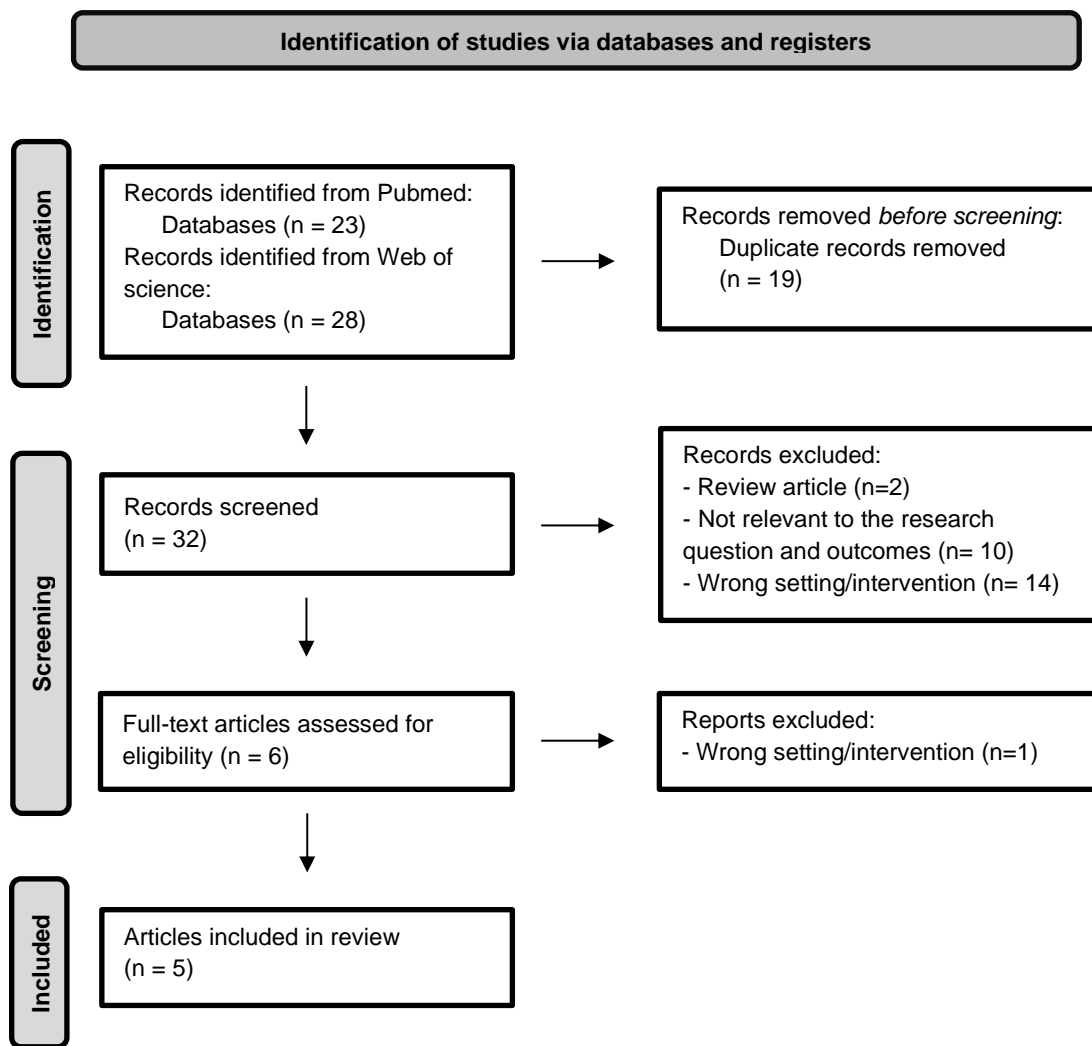 Identification of studies via databases and registers
Identification
Records identified from Pubmed:
Databases (n = 23)
Records identified from Web of
science:
Databases (n = 28)
Records removed before screening:
Duplicate records removed
(n = 19)
Screening
Records screened
(n = 32)
Records excluded:
- Review article (n=2)
- Not relevant to the research
question and outcomes (n= 10)
- Wrong setting/intervention (n= 14)
Full-text articles assessed for
eligibility (n = 6)
Reports excluded:
- Wrong setting/intervention (n=1)
Included
Articles included in review
(n = 5)